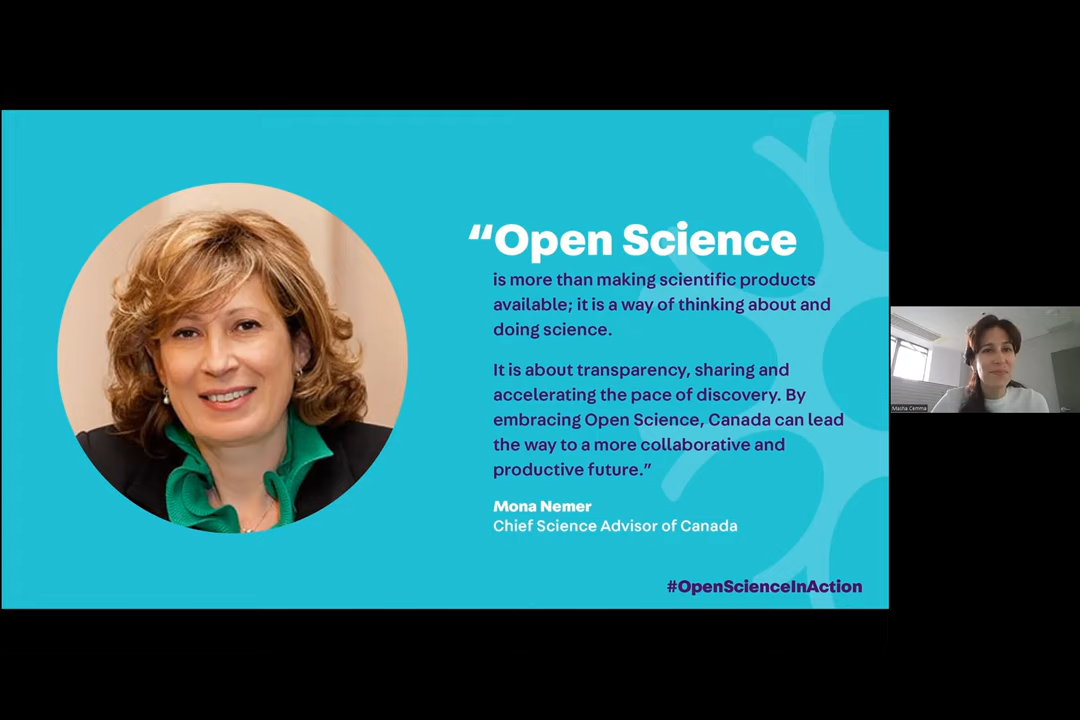 “Open Science
is more than making scientific products
available; it is a way of thinking about and
doing science.
It is about transparency, sharing and
accelerating the pace of discovery. By
embracing Open Science, Canada can lead
the way to a more collaborative and
productive future.”
Mona Nemer
Chief Science Advisor of Canada
#OpenScienceInAction
Masha Cemma